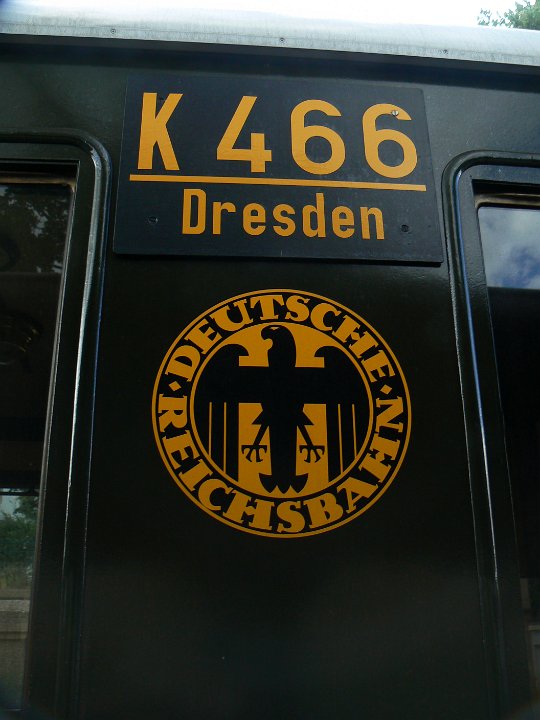 K 466
Dresden
DEUTSCHE
REICHSBAHN